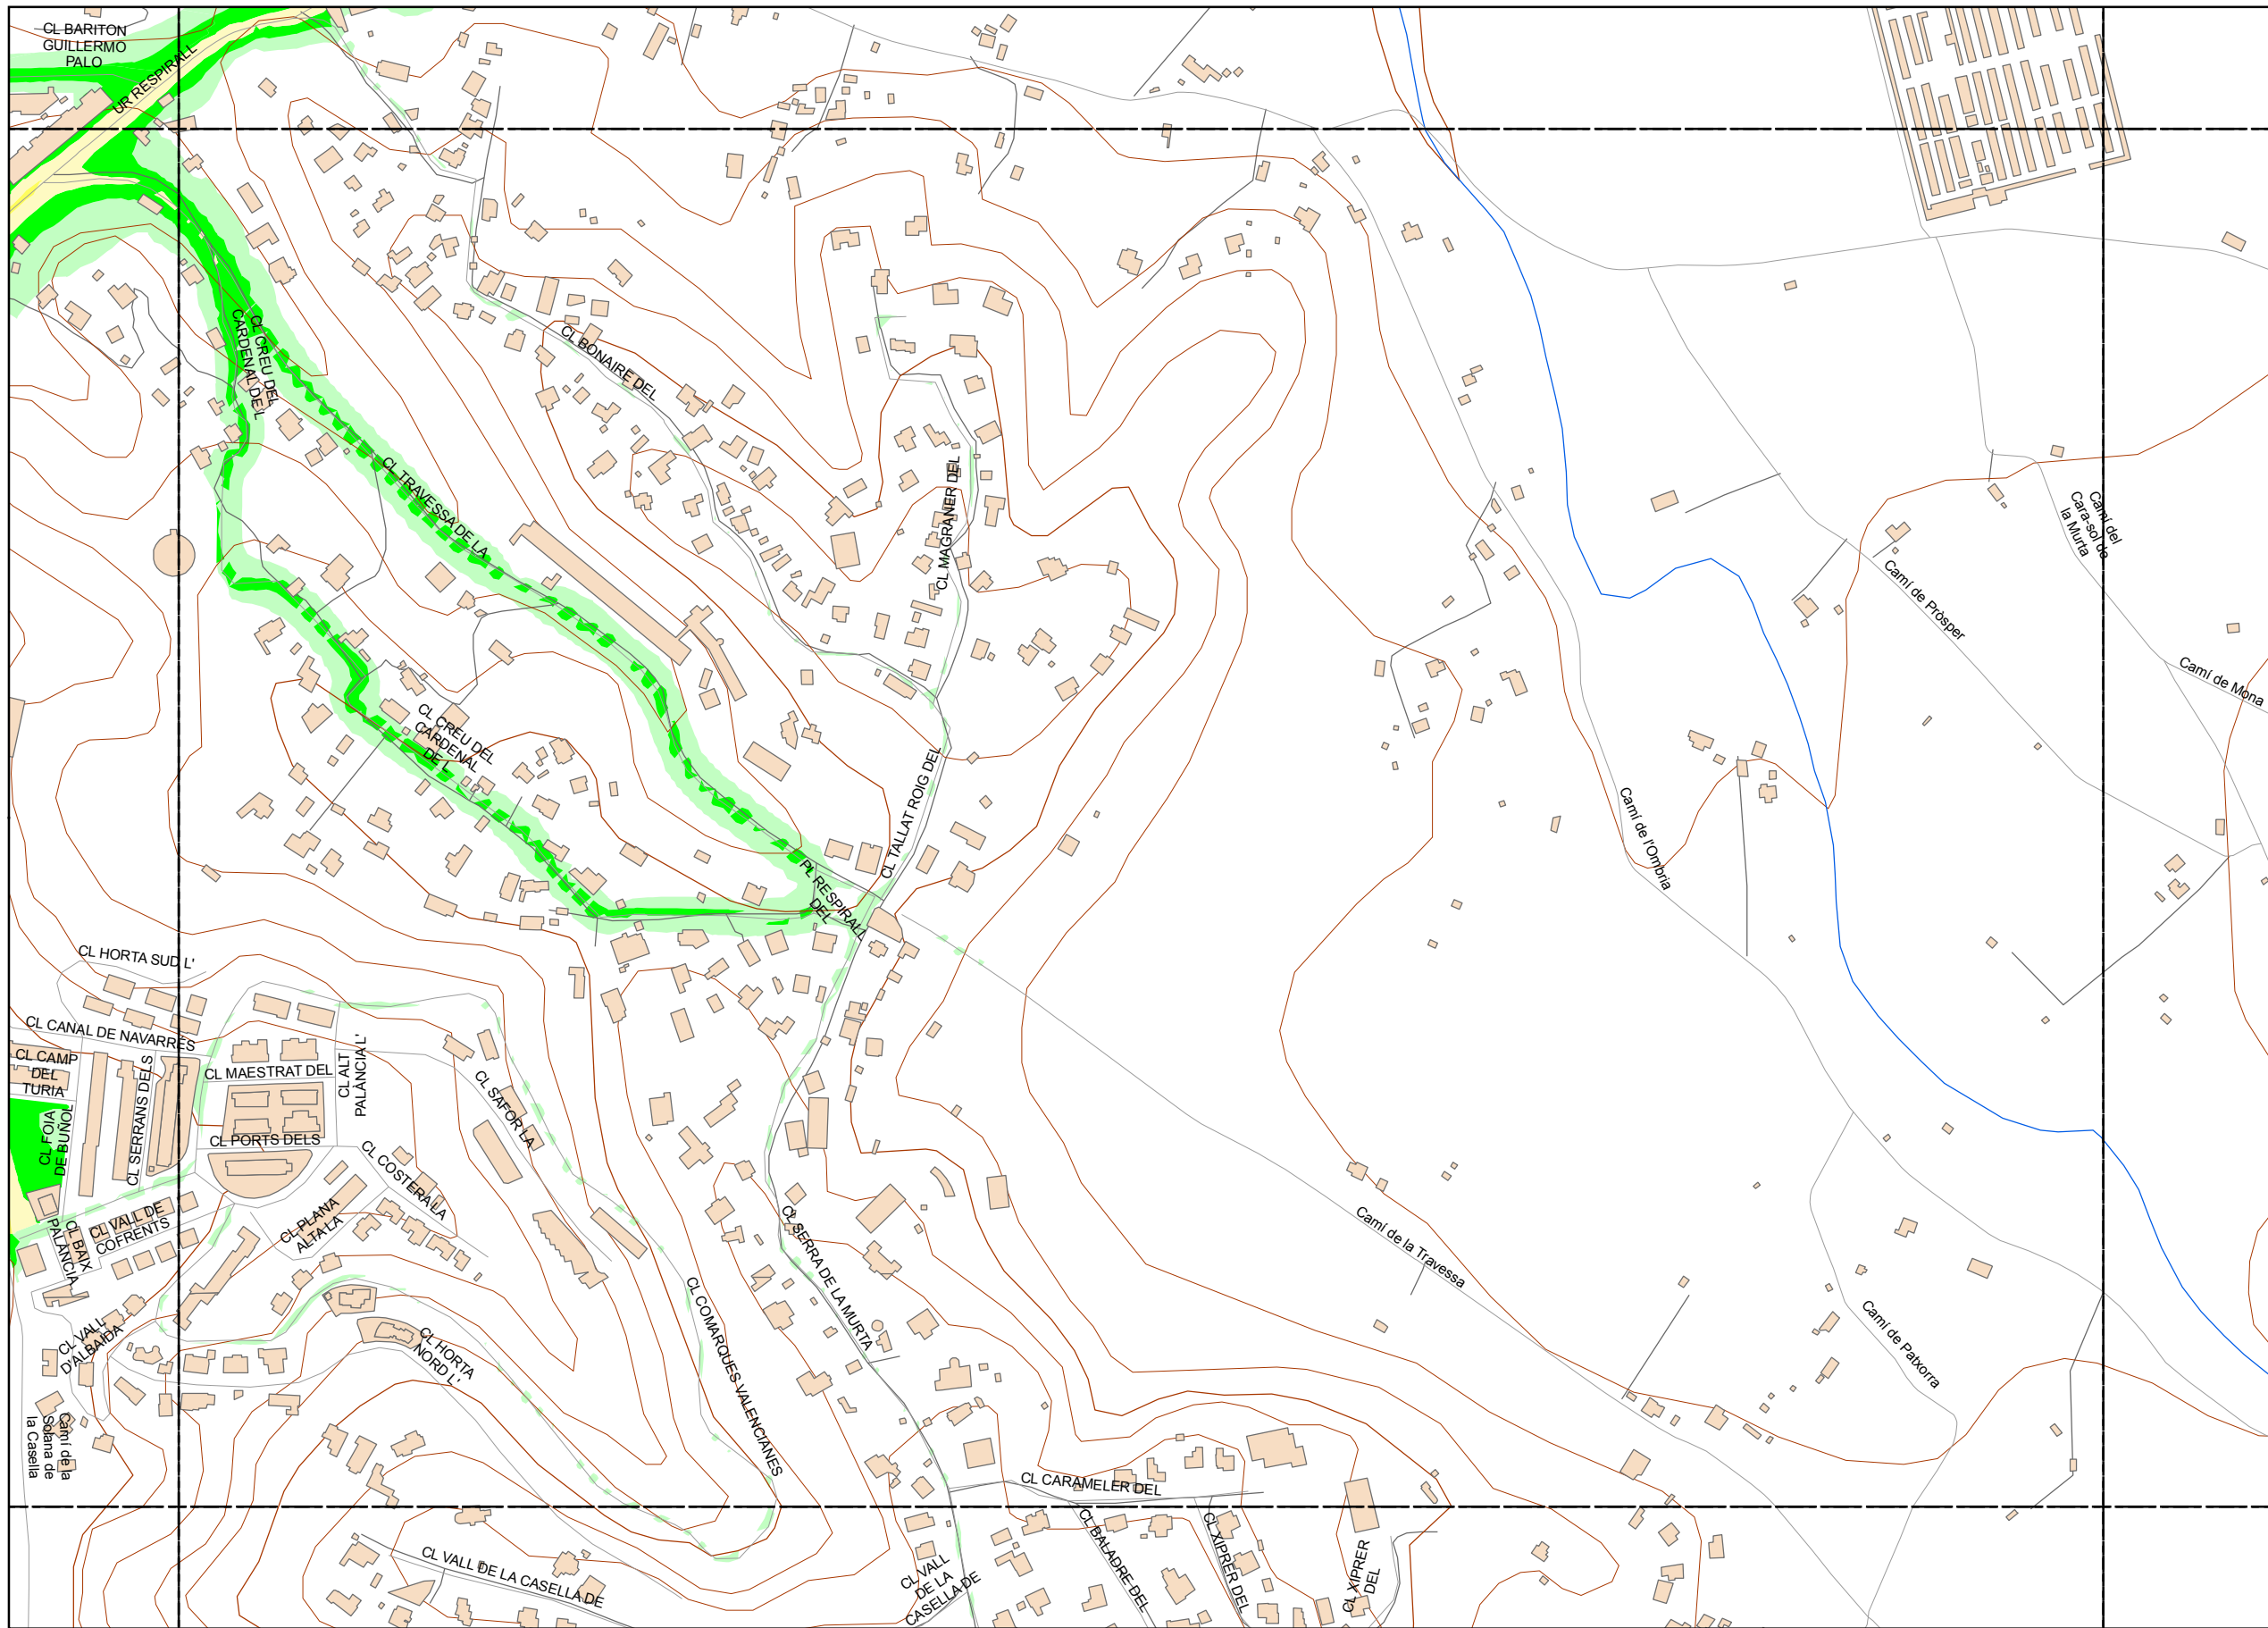 CL BARITON
GUILLERMO
PALO
UR RESPIRALL
CL CREU DEL
CARDENAL DE L
CL BONAIRE DEL
CL TRAVESSA DE LA
CL MAGRANER DEL
Camí del
Cara-sol de
la Murta
Camí de Pròsper
Camí de Mona
CL CREU DEL
CARDENAL
DE L
CL TALLAT ROIG DEL
Camí de l'Ombria
PL RESPIRALL
DEL
CL HORTA SUD L'
CL CANAL DE NAVARRÉS
CL CAMP
DEL
TURIA
CL MAESTRAT DEL
CL ALT
PALÀNCIA L'
CL SERRANS DELS
CL FOIA
DE BUÑOL
CL SAFOR LA
CL PORTS DELS
CL COSTERA LA
CL PLANA
ALTA LA
CL VALL DE
COFRENTS
CL BAIX
PALÀNCIA
CL SERRA DE LA MURTA
Camí de la Travessa
CL COMARQUES VALENCIANES
CL VALL
D'ALBAIDA
CL HORTA
NORD L'
Camí de Patxorra
Camí de la
Solana de
la Casella
CL CARAMELER DEL
CL VALL DE LA CASELLA DE
CL VALL
DE LA
CASELLA DE
CL BALADRE DEL
CL XIPRER DEL
CL XIPRER
DEL